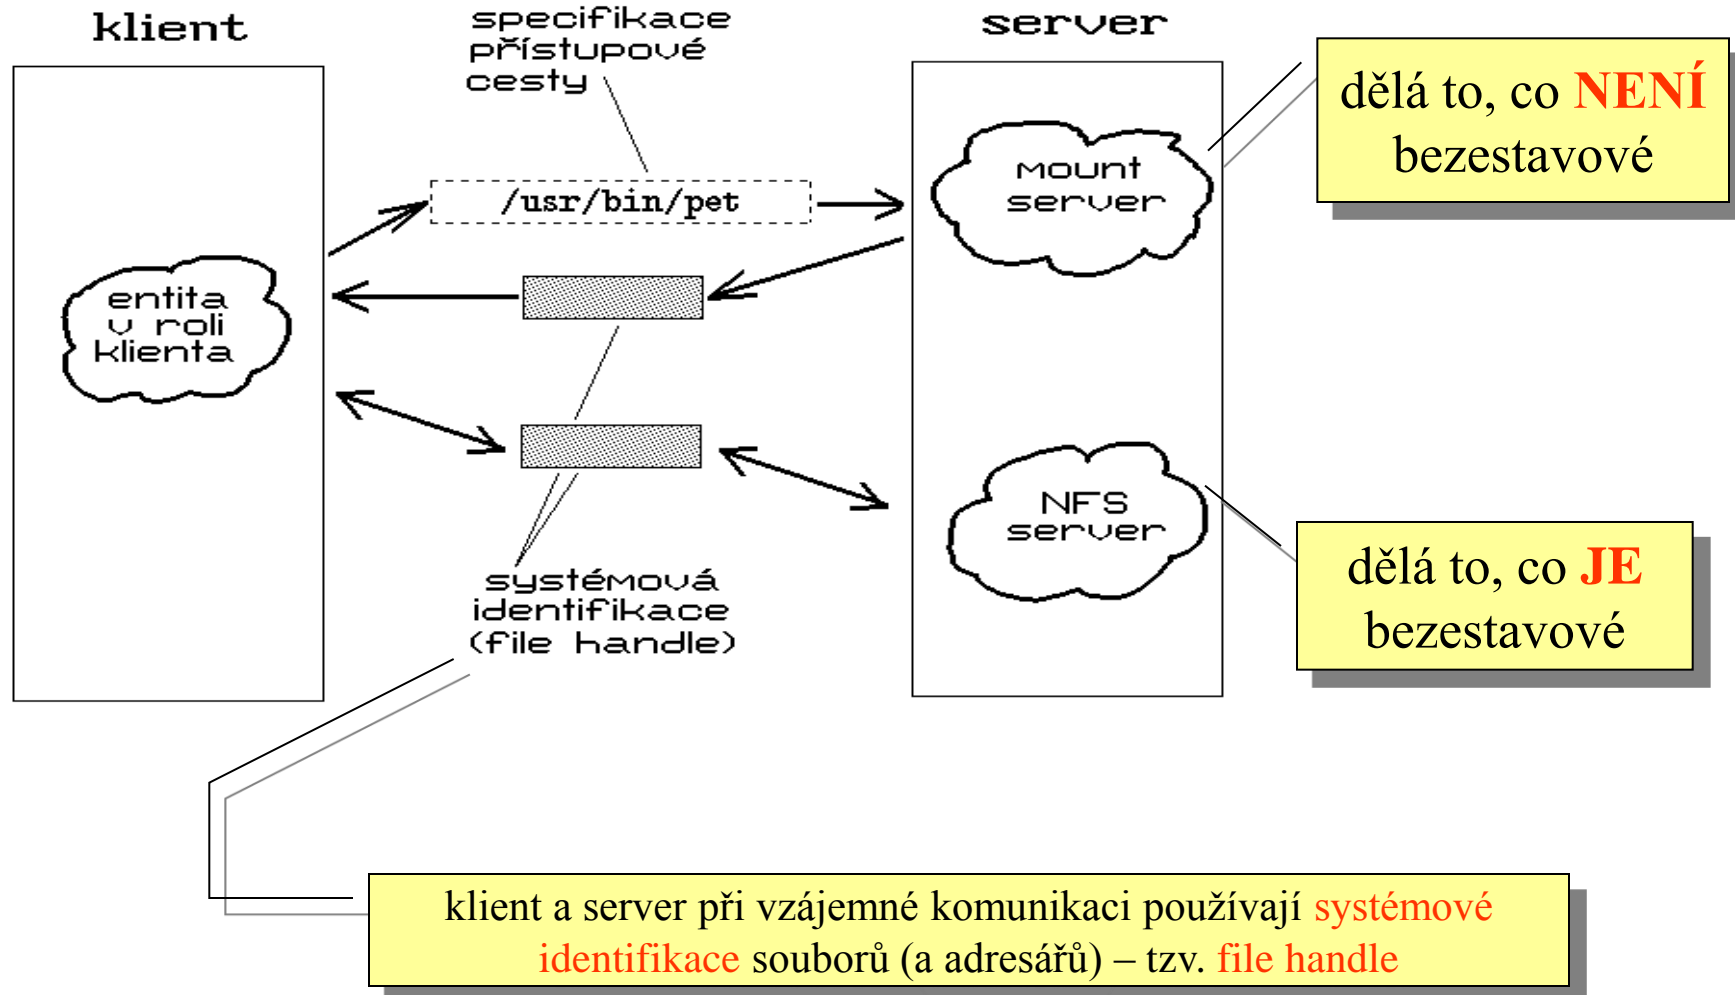 klient
specifikace
přístupové
cesty
server
dělá to, co NENÍ
bezestavové
mount
server
/usr/bin/pet
entita
v roli
klienta
NFS
server
dělá to, co JE
bezestavové
systémová
identifikace
(file handle)
klient a server při vzájemné komunikaci používají systémové
identifikace souborů (a adresářů) – tzv. file handle